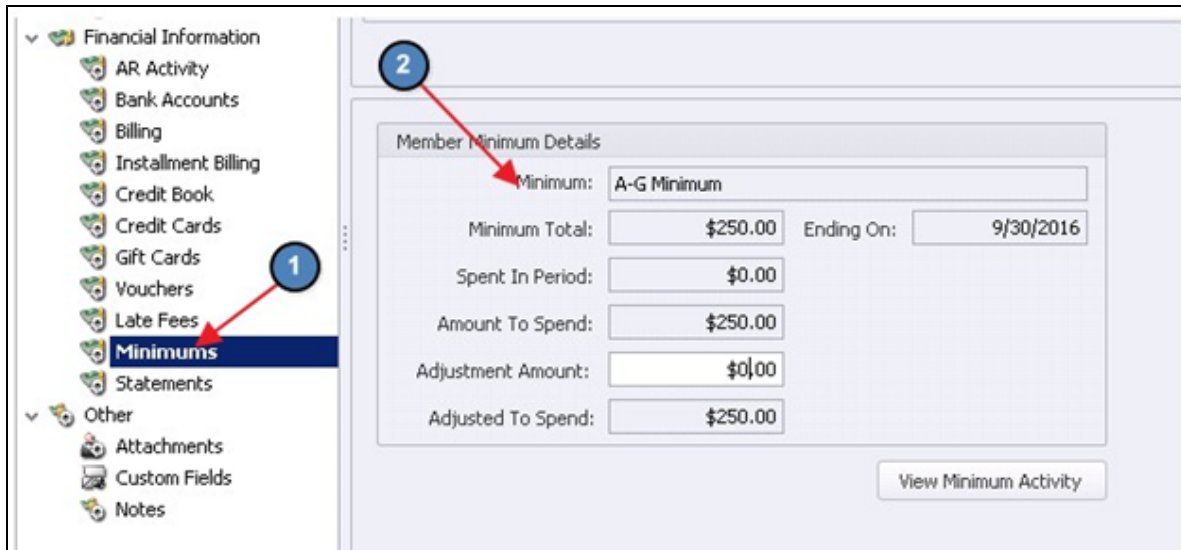 Financial Information
AR Activity
Bank Accounts
Billing
Installment Billing
Credit Book
Credit Cards
Gift Cards
Vouchers
Late Fees
Minimums
Statements
Other
Attachments
Custom Fields
Notes
1
2
Member Minimum Details
Minimum: A-G Minimum
Minimum Total: $250.00 Ending On: 9/30/2016
Spent In Period: $0.00
Amount To Spend: $250.00
Adjustment Amount: $0.00
Adjusted To Spend: $250.00
View Minimum Activity